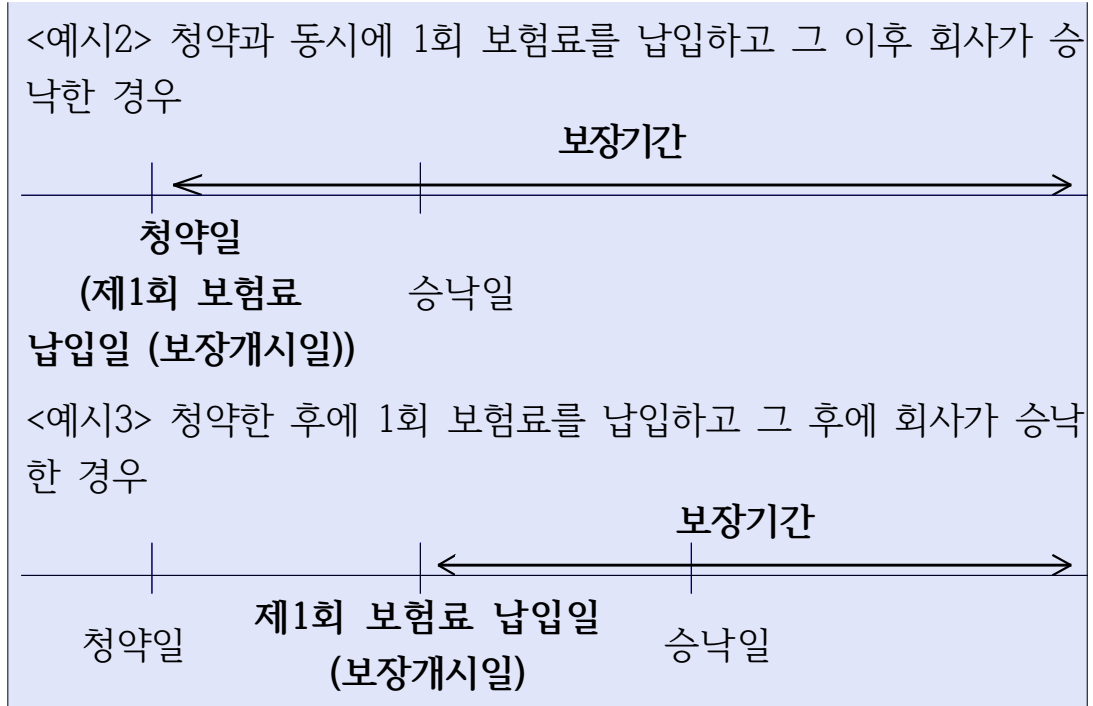 <예시2> 청약과 동시에 1회 보험료를 납입하고 그 이후 회사가 승
낙한 경우
보장기간
청약일
(제1회 보험료
납입일 (보장개시일))
승낙일
<예시3> 청약한 후에 1회 보험료를 납입하고 그 후에 회사가 승낙
한 경우
보장기간
청약일
제1회 보험료 납입일
(보장개시일)
승낙일